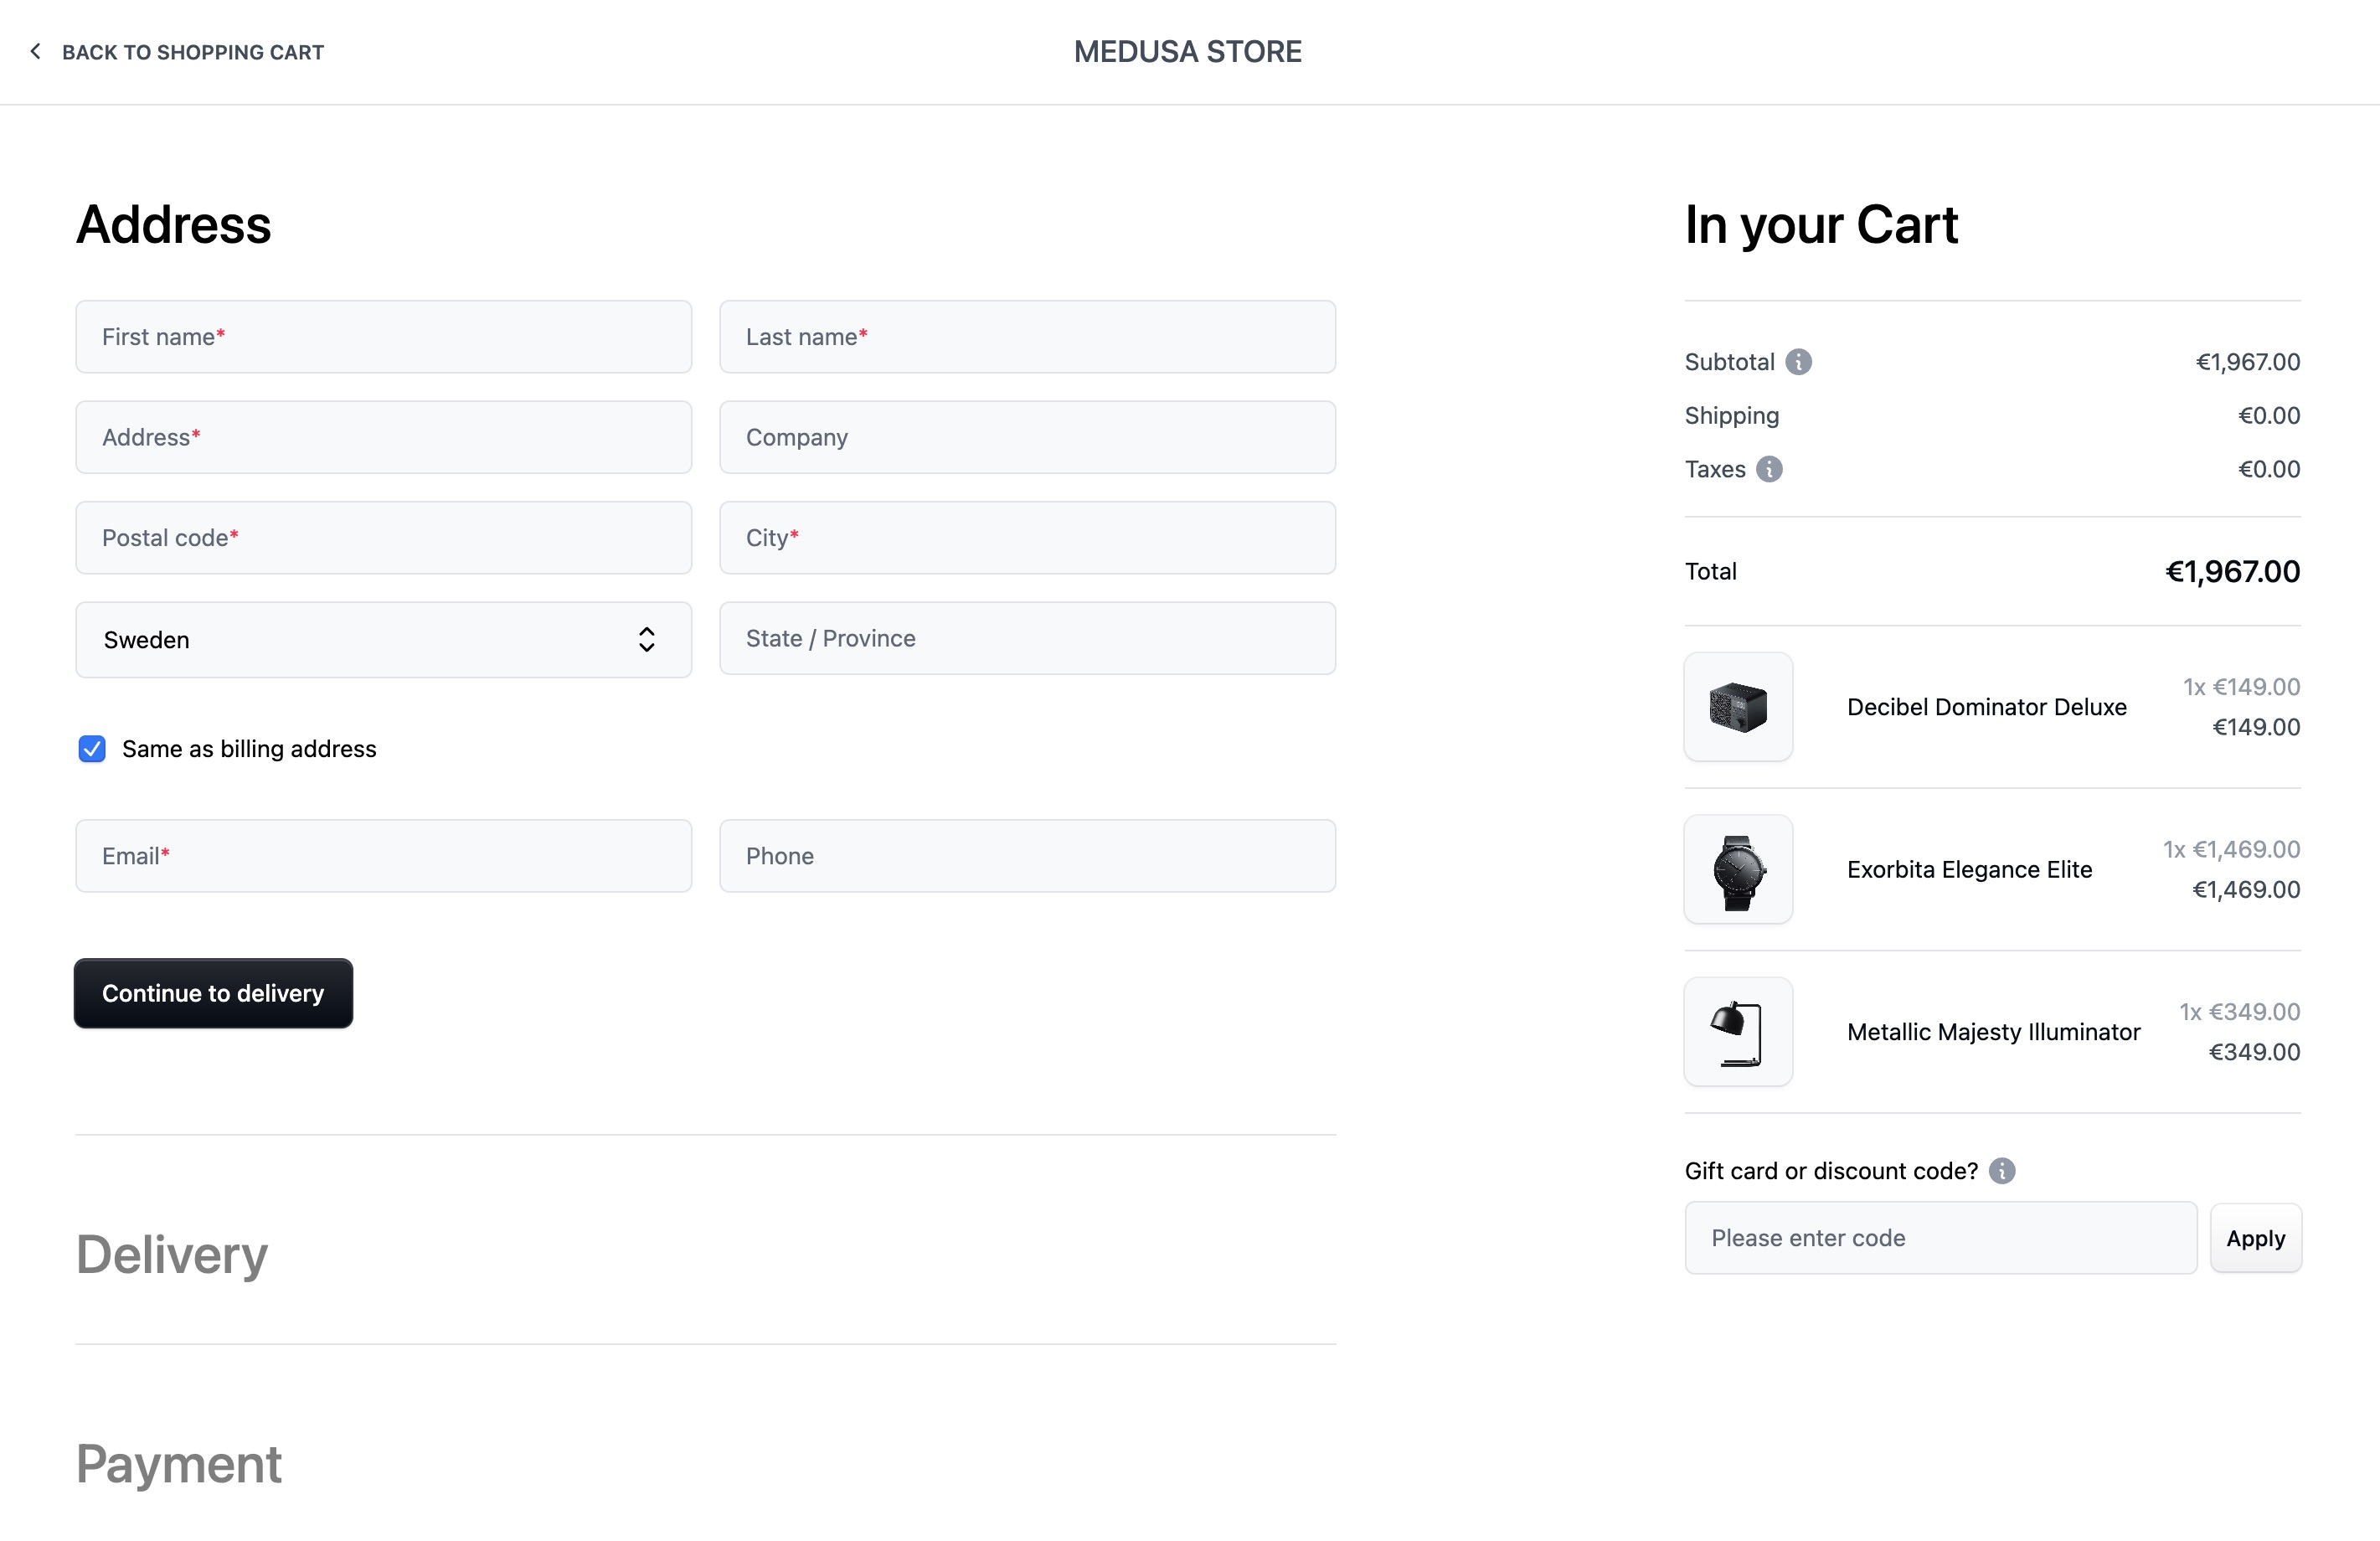 BACK TO SHOPPING CART
MEDUSA STORE
Address
First name*
Last name*
Address*
Company
Postal code*
City*
Sweden
State / Province
Same as billing address
Email*
Phone
Continue to delivery
Delivery
Payment
In your Cart
Subtotal €1,967.00
Shipping €0.00
Taxes €0.00
Total €1,967.00
Decibel Dominator Deluxe
1x €149.00
€149.00
Exorbita Elegance Elite
1x €1,469.00
€1,469.00
Metallic Majesty Illuminator
1x €349.00
€349.00
Gift card or discount code?
Please enter code
Apply